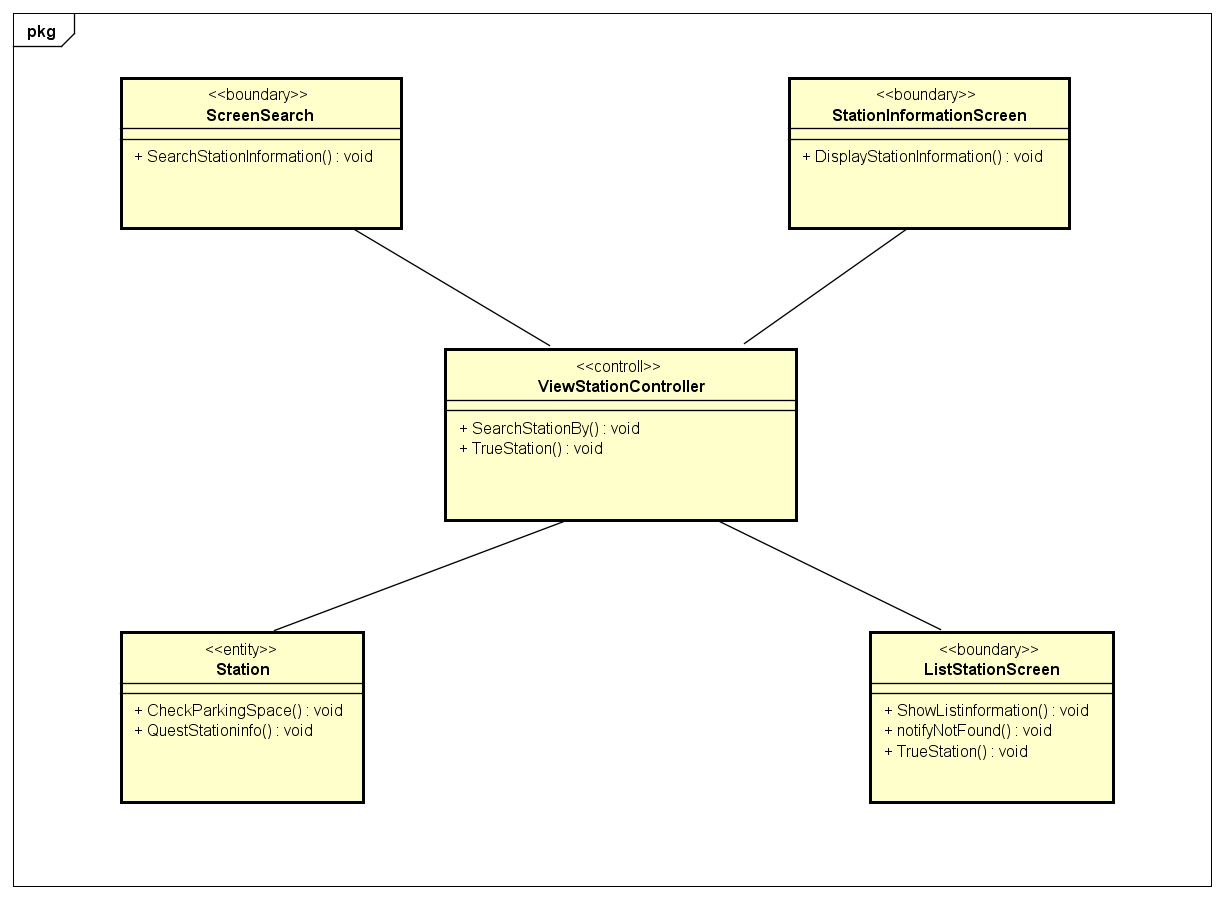 pkg
<<boundary>>
ScreenSearch
+ SearchStationInformation() : void
<<boundary>>
StationInformationScreen
+ DisplayStationInformation() : void
<<controll>>
ViewStationController
+ SearchStationBy() : void
+ TrueStation() : void
<<entity>>
Station
+ CheckParkingSpace() : void
+ QuestStationinfo() : void
<<boundary>>
ListStationScreen
+ ShowListinformation() : void
+ notifyNotFound() : void
+ TrueStation() : void